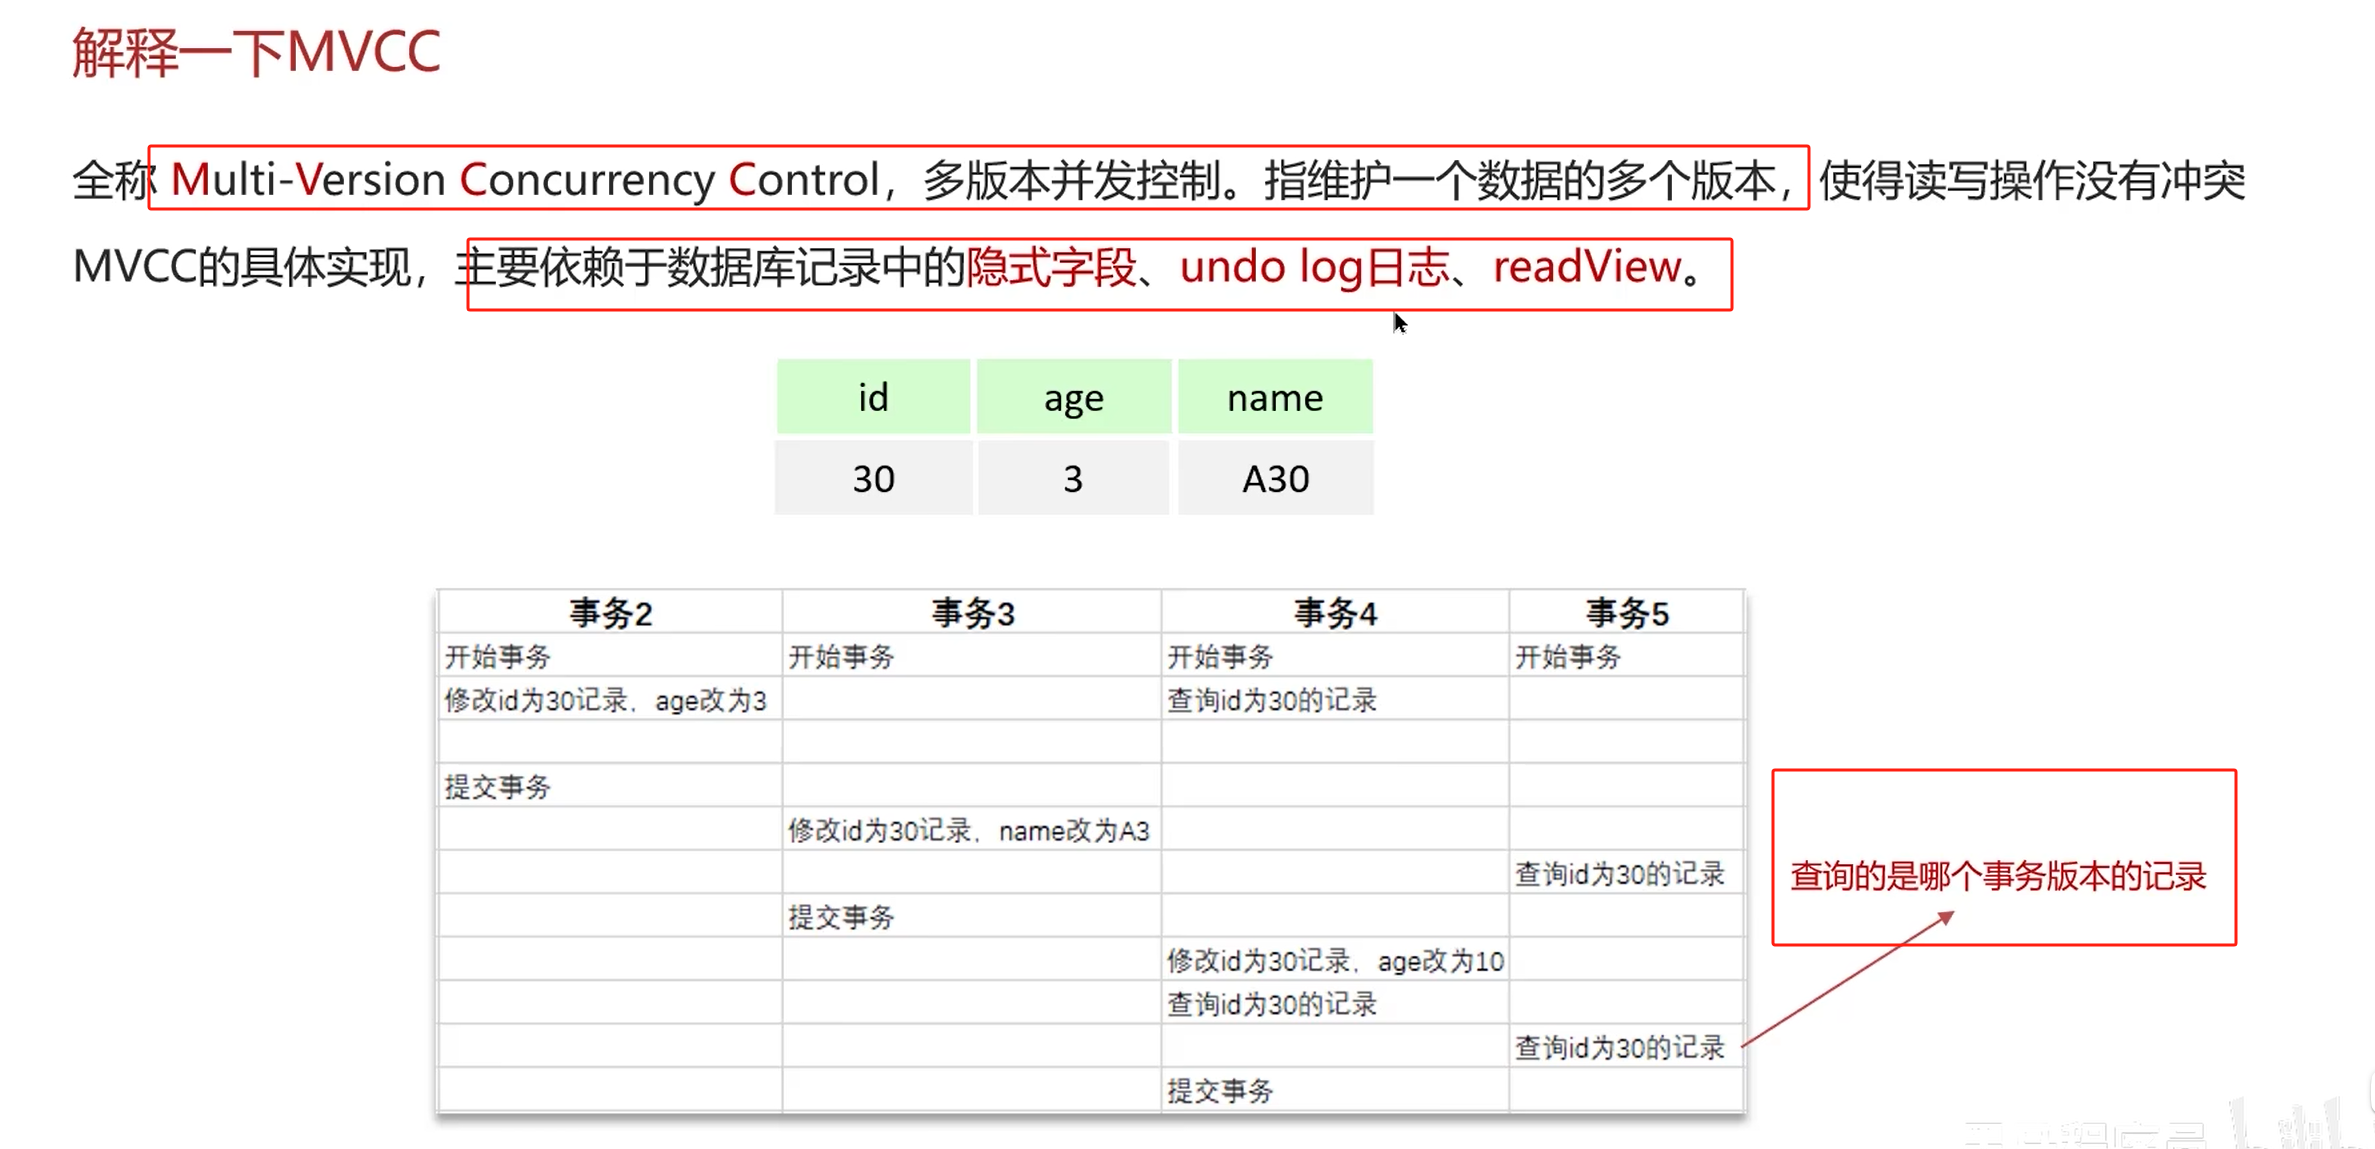 解释一下MVCC
全称 Multi-Version Concurrency Control，多版本并发控制。指维护一个数据的多个版本，使得读写操作没有冲突
MVCC的具体实现，主要依赖于数据库记录中的隐式字段、undo log日志、readView。
id age name
30 3 A30
事务2 事务3 事务4 事务5
开始事务 开始事务 开始事务 开始事务
修改id为30记录，age改为3 查询id为30的记录
提交事务
修改id为30记录，name改为A3
查询id为30的记录
查询的是哪个事务版本的记录
提交事务
修改id为30记录，age改为10
查询id为30的记录
查询id为30的记录
提交事务